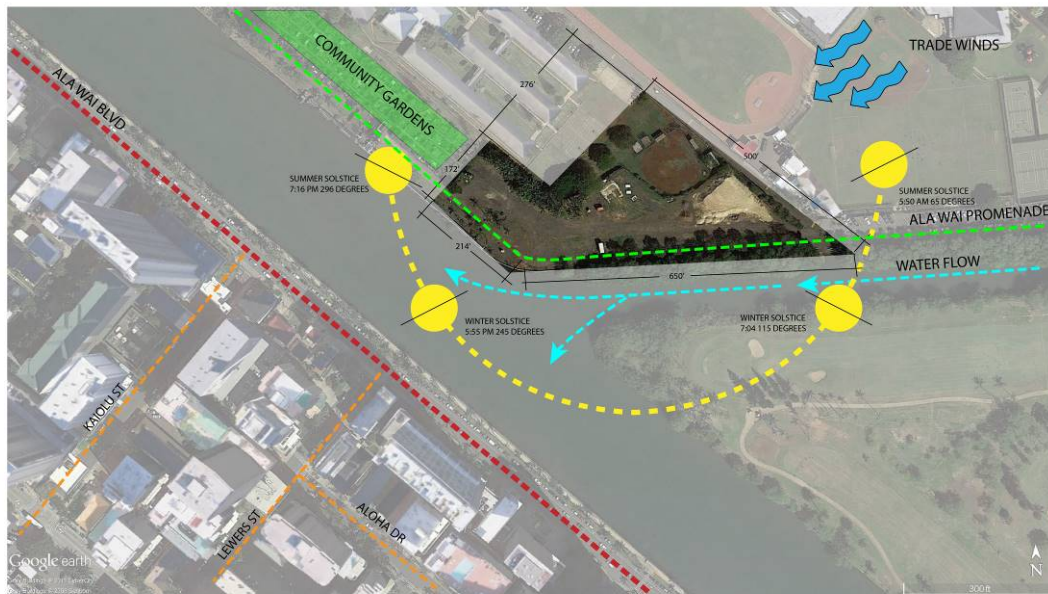 ALA WAI BLVD
COMMUNITY GARDENS
276'
TRADE WINDS
172'
500'
SUMMER SOLSTICE
7:16 PM 296 DEGREES
SUMMER SOLSTICE
5:50 AM 65 DEGREES
ALA WAI PROMENADE
214'
WATER FLOW
650'
WINTER SOLSTICE
5:55 PM 245 DEGREES
WINTER SOLSTICE
7:04 115 DEGREES
KAIOLU ST
LEWERS ST
ALOHA DR
Google earth
N
300 ft